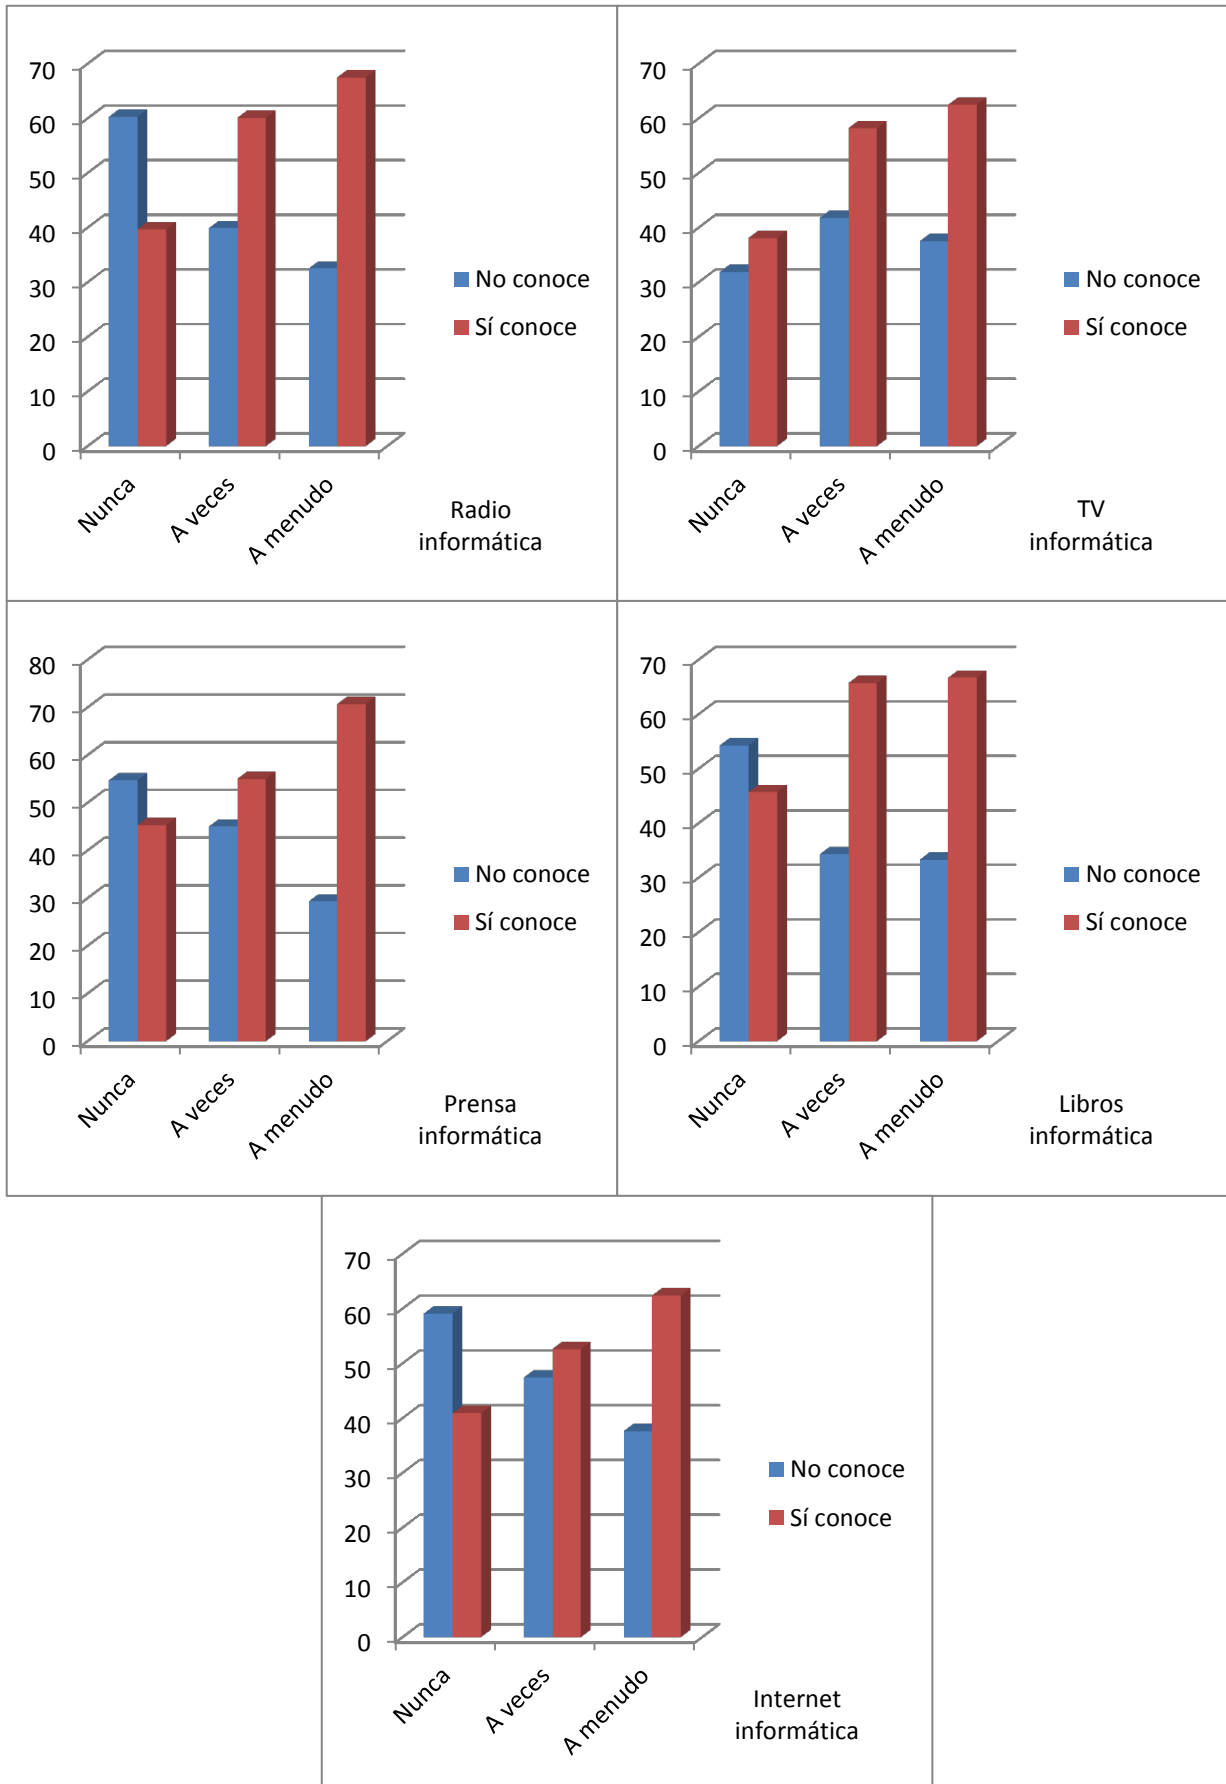 70
60
50
40
30
20
10
0
Nunca
A veces
A menudo
No conoce
Sí conoce
Radio
informática
70
60
50
40
30
20
10
0
Nunca
A veces
A menudo
No conoce
Sí conoce
TV
informática
80
70
60
50
40
30
20
10
0
Nunca
A veces
A menudo
No conoce
Sí conoce
Prensa
informática
70
60
50
40
30
20
10
0
Nunca
A veces
A menudo
No conoce
Sí conoce
Libros
informática
70
60
50
40
30
20
10
0
Nunca
A veces
A menudo
No conoce
Sí conoce
Internet
informática